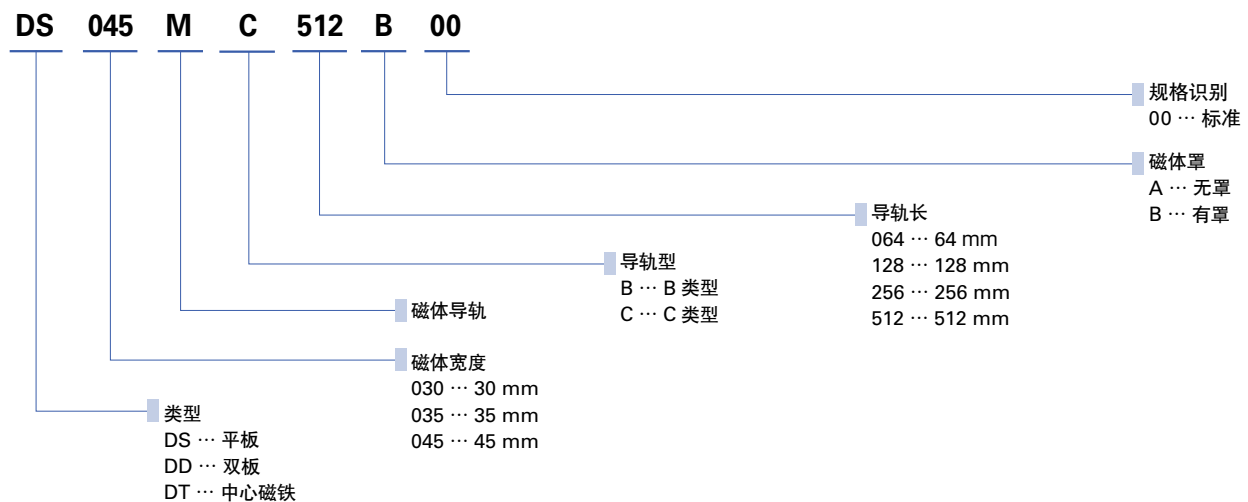 DS 045 M C 512 B 00
规格识别
00 … 标准
磁体罩
A … 无罩
B … 有罩
导轨长
064 … 64 mm
128 … 128 mm
256 … 256 mm
512 … 512 mm
导轨型
B … B 类型
C … C 类型
磁体导轨
磁体宽度
030 … 30 mm
035 … 35 mm
045 … 45 mm
类型
DS … 平板
DD … 双板
DT … 中心磁铁